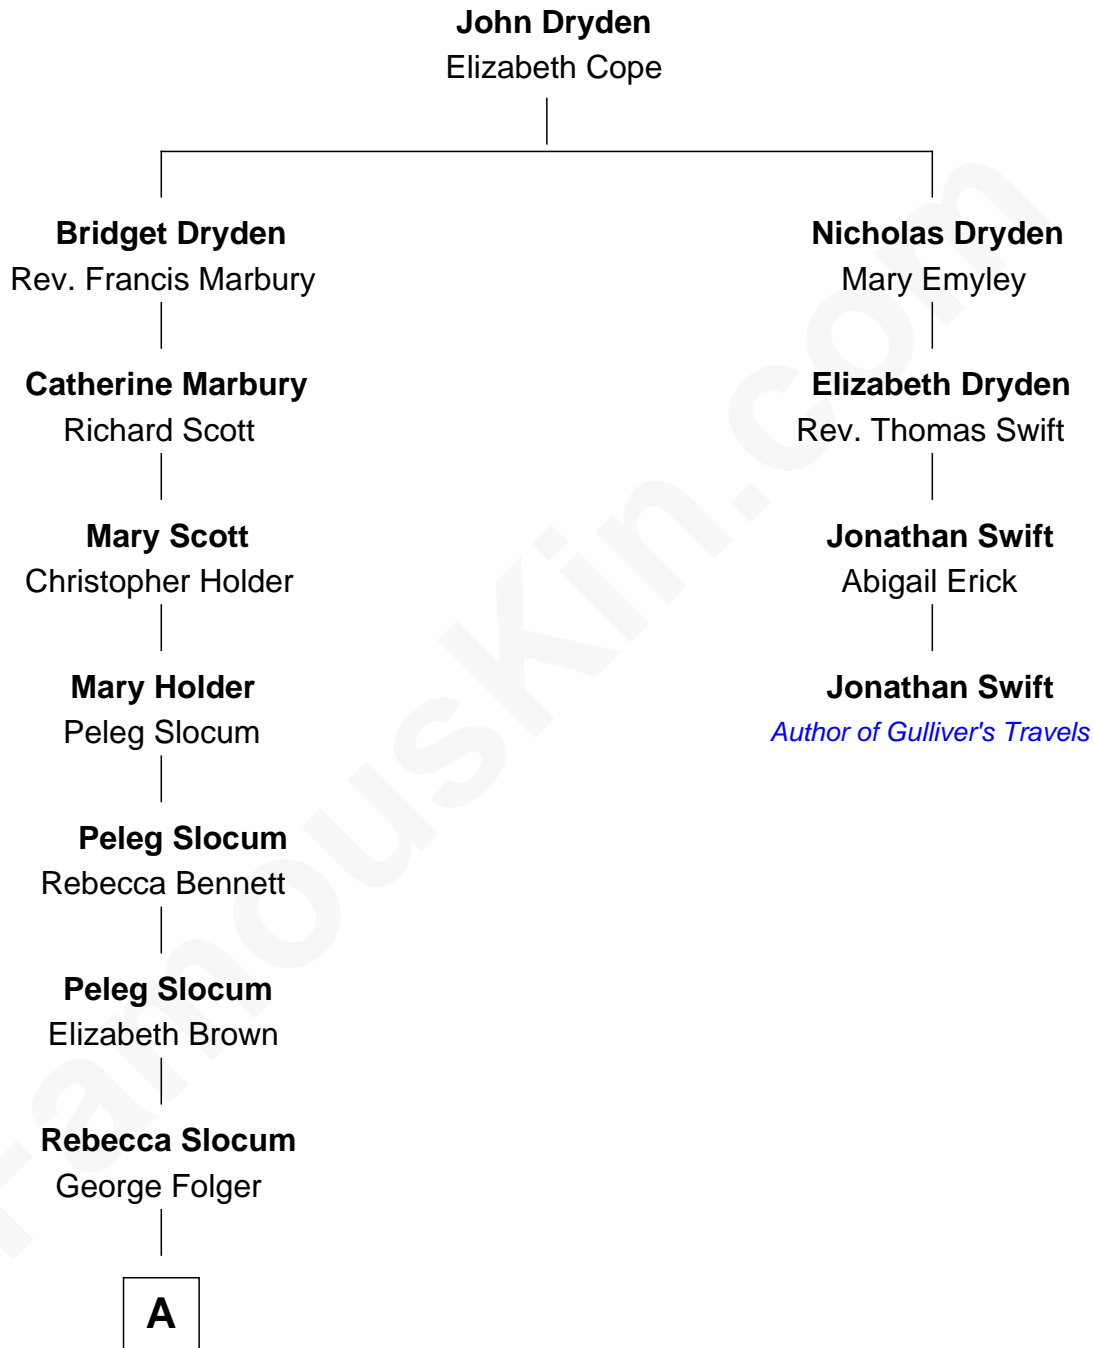 John Dryden
Elizabeth Cope
Bridget Dryden
Rev. Francis Marbury
Nicholas Dryden
Mary Emyley
Catherine Marbury
Richard Scott
Elizabeth Dryden
Rev. Thomas Swift
Mary Scott
Christopher Holder
Jonathan Swift
Abigail Erick
Mary Holder
Peleg Slocum
Jonathan Swift
Author of Gulliver's Travels
Peleg Slocum
Rebecca Bennett
Peleg Slocum
Elizabeth Brown
Rebecca Slocum
George Folger
A
FamousKin.com